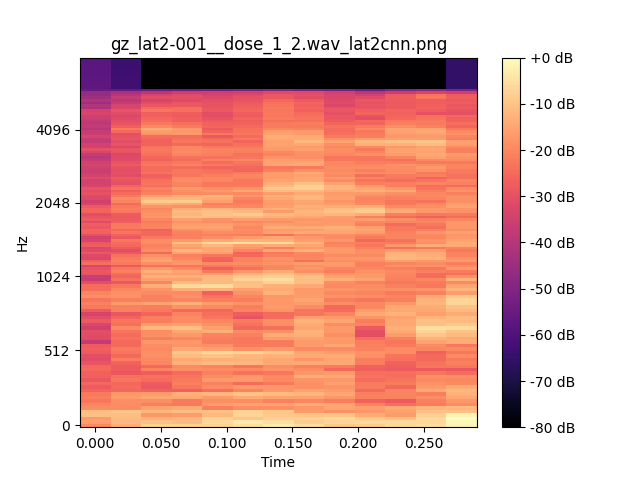 gz_lat2-001__dose_1_2.wav_lat2cnn.png
+0 dB
-10 dB
-20 dB
-30 dB
-40 dB
-50 dB
-60 dB
-70 dB
-80 dB
4096
2048
1024
512
0
Hz
0.000 0.050 0.100 0.150 0.200 0.250
Time